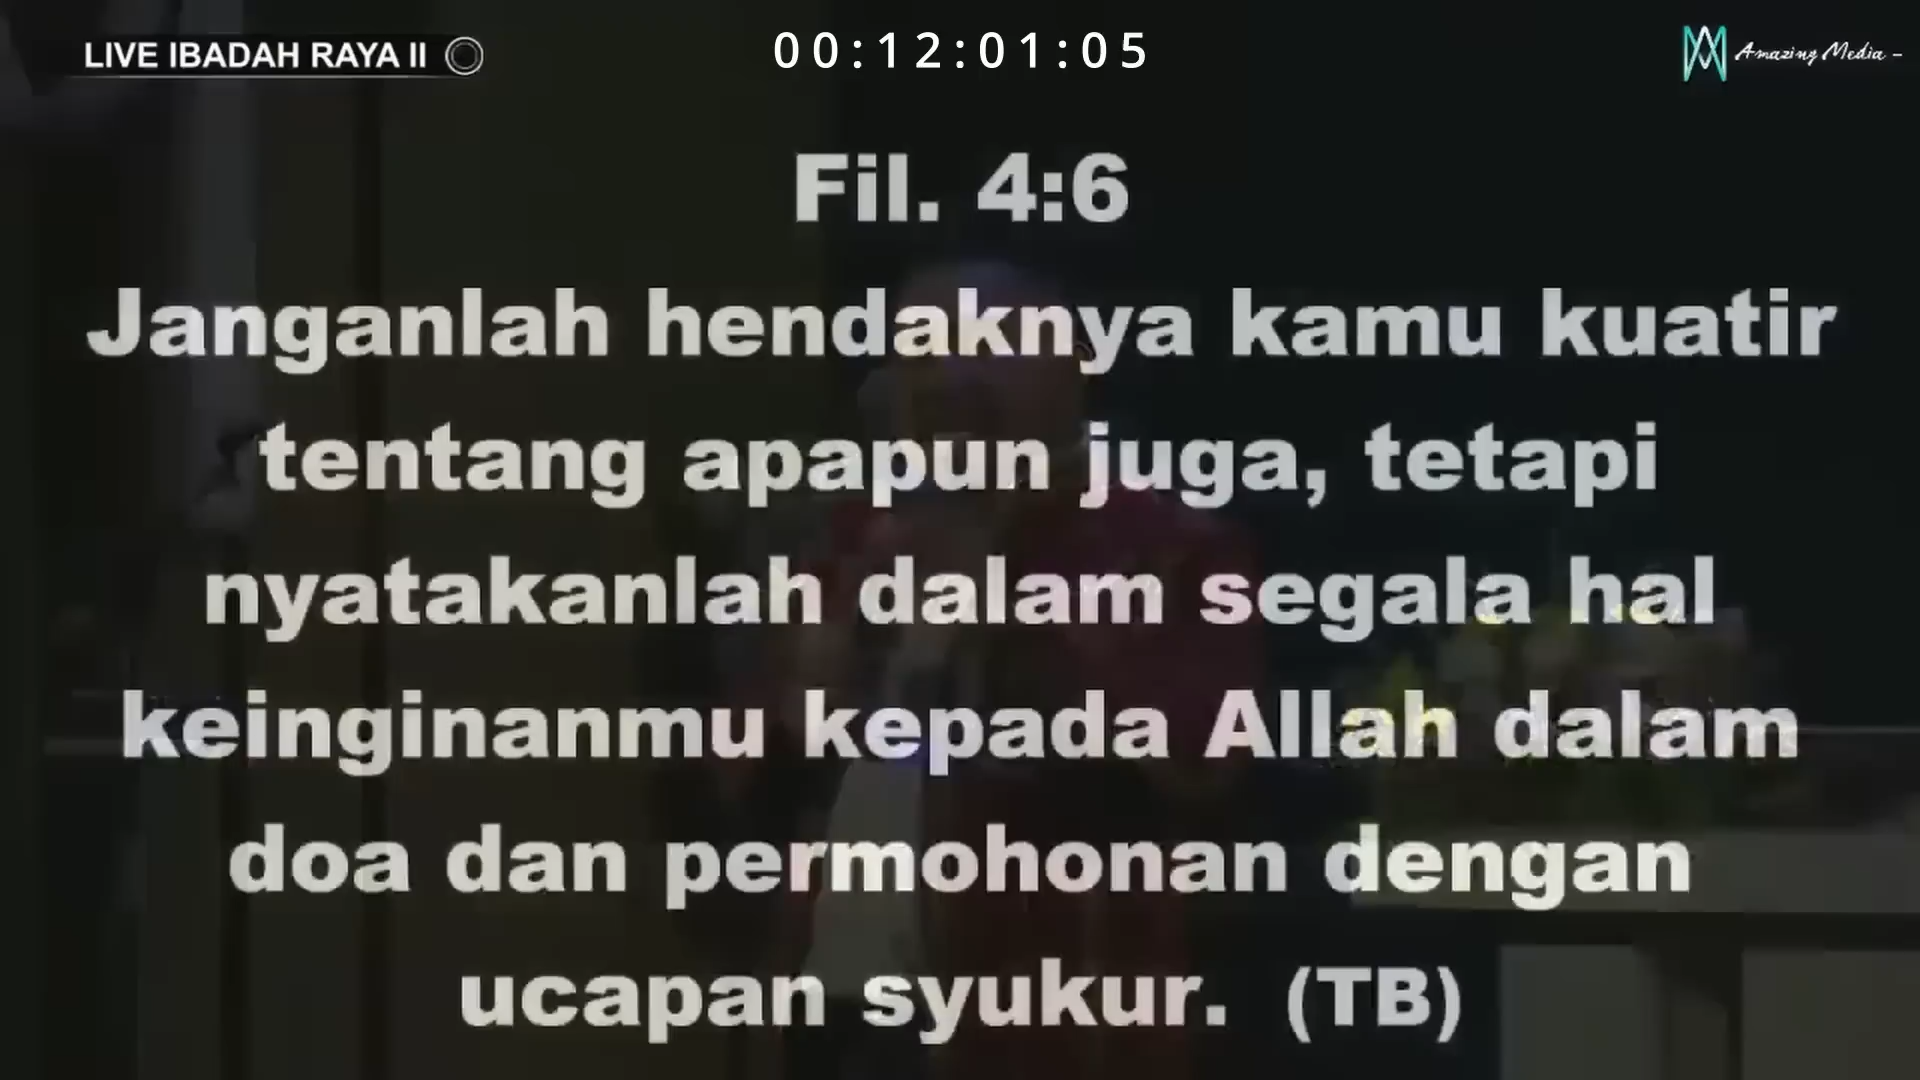 LIVE IBADAH RAYA II
00:12:01:05
Amazing Media -
Fil. 4:6
Janganlah hendaknya kamu kuatir
tentang apapun juga, tetapi
nyatakanlah dalam segala hal
keinginanmu kepada Allah dalam
doa dan permohonan dengan
ucapan syukur. (TB)